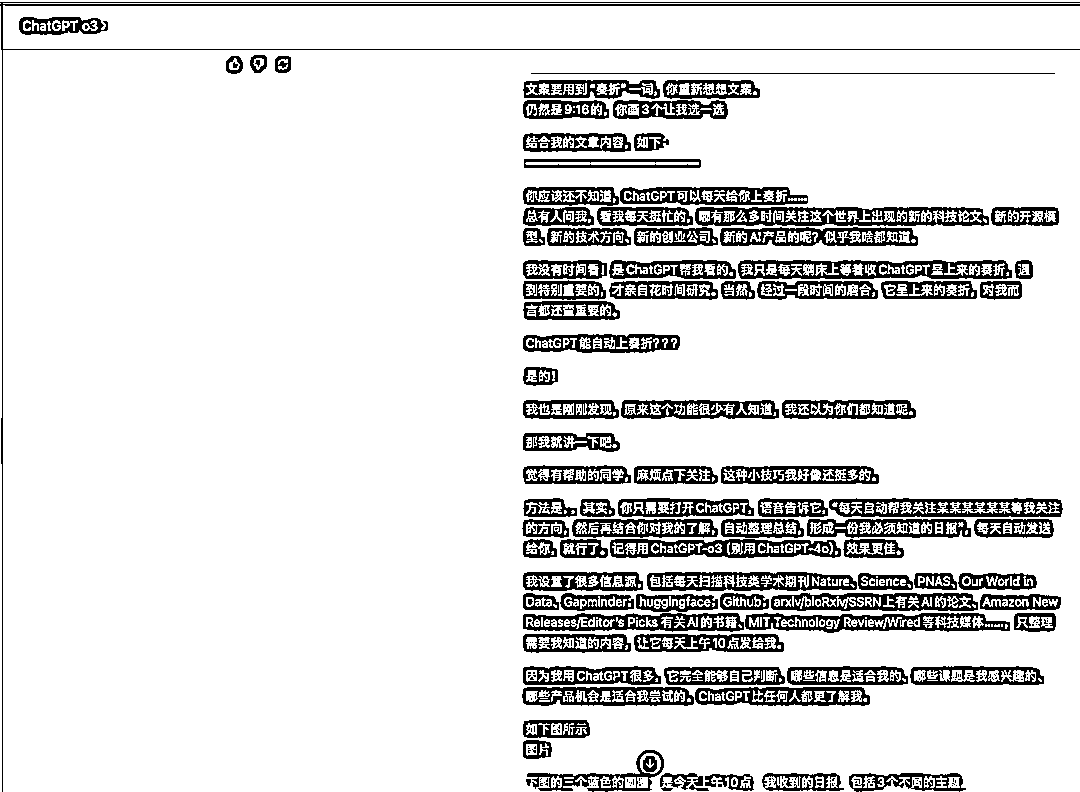 ChatGPT o3 >
文案要用到“奏折”一词，你重新想想文案。
仍然是9:16的，你画3个让我选一选
结合我的文章内容，如下：
你应该还不知道，ChatGPT可以每天给你上奏折……
总有人问我，看我每天挺忙的，哪有那么多时间关注这个世界上出现的新的科技论文、新的开源模
型、新的技术方向、新的创业公司、新的AI产品的呢？似乎我啥都知道。
我没有时间看！是ChatGPT帮我看的。我只是每天躺床上等着收ChatGPT呈上来的奏折，遇
到特别重要的，才亲自花时间研究。当然，经过一段时间的磨合，它呈上来的奏折，对我而
言都还蛮重要的。
ChatGPT能自动上奏折？？？
是的！
我也是刚刚发现，原来这个功能很少有人知道，我还以为你们都知道呢。
那我就讲一下吧。
觉得有帮助的同学，麻烦点下关注，这种小技巧我好像还挺多的。
方法是，，其实，你只需要打开ChatGPT，语音告诉它，“每天自动帮我关注某某某某某某等我关注
的方向，然后再结合你对我的了解，自动整理总结，形成一份我必须知道的日报”，每天自动发送
给你，就行了。记得用ChatGPT-o3（别用ChatGPT-4o），效果更佳。
我设置了很多信息源，包括每天扫描科技类学术期刊Nature、Science、PNAS、Our World in
Data、Gapminder；huggingface；Github；arxiv/bioRxiv/SSRN上有关AI的论文、Amazon New
Releases/Editor's Picks 有关AI的书籍、MIT Technology Review/Wired等科技媒体……，只整理
需要我知道的内容，让它每天上午10点发给我。
因为我用ChatGPT很多，它完全能够自己判断，哪些信息是适合我的、哪些课题是我感兴趣的、
哪些产品机会是适合我尝试的，ChatGPT比任何人都更了解我。
如下图所示
图片
下图的三个蓝色的圆圈，是今天上午10点，我收到的日报，包括3个不同的主题